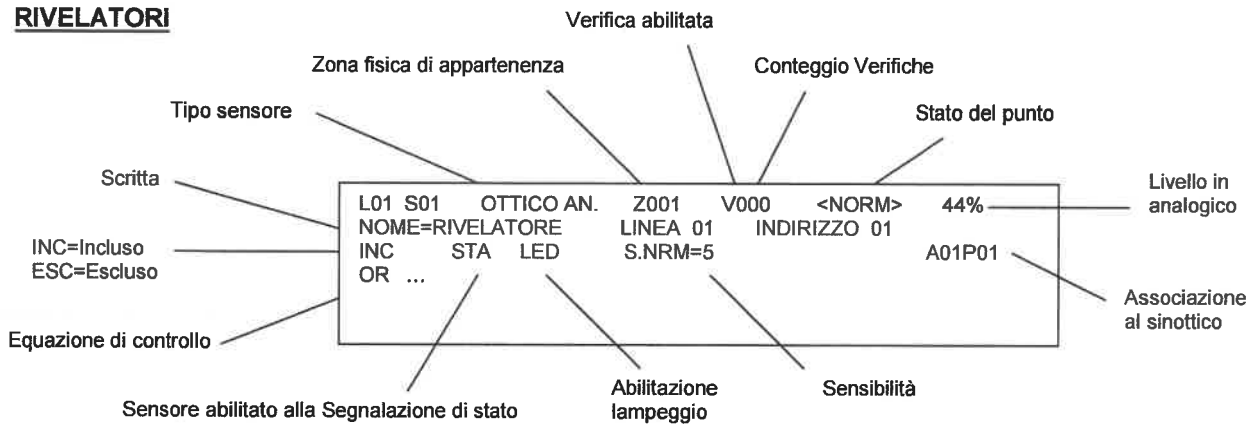 RIVELATORI
Verifica abilitata
Zona fisica di appartenenza
Conteggio Verifiche
Tipo sensore
Stato del punto
Scritta
Livello in
analogico
L01 S01 OTTICO AN. Z001 V000 <NORM> 44%
NOME=RIVELATORE LINEA 01 INDIRIZZO 01
INC STA LED S.NRM=5 A01P01
OR ...
INC=Incluso
ESC=Escluso
Associazione
al sinottico
Equazione di controllo
Sensore abilitato alla Segnalazione di stato
Abilitazione
lampeggio
Sensibilità